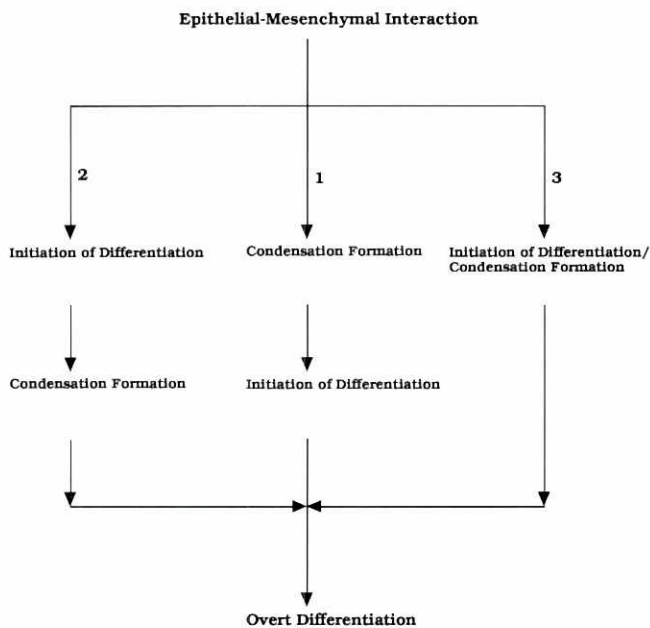 Epithelial-Mesenchymal Interaction
2
1
3
Initiation of Differentiation
Condensation Formation
Initiation of Differentiation/
Condensation Formation
Condensation Formation
Initiation of Differentiation
Overt Differentiation